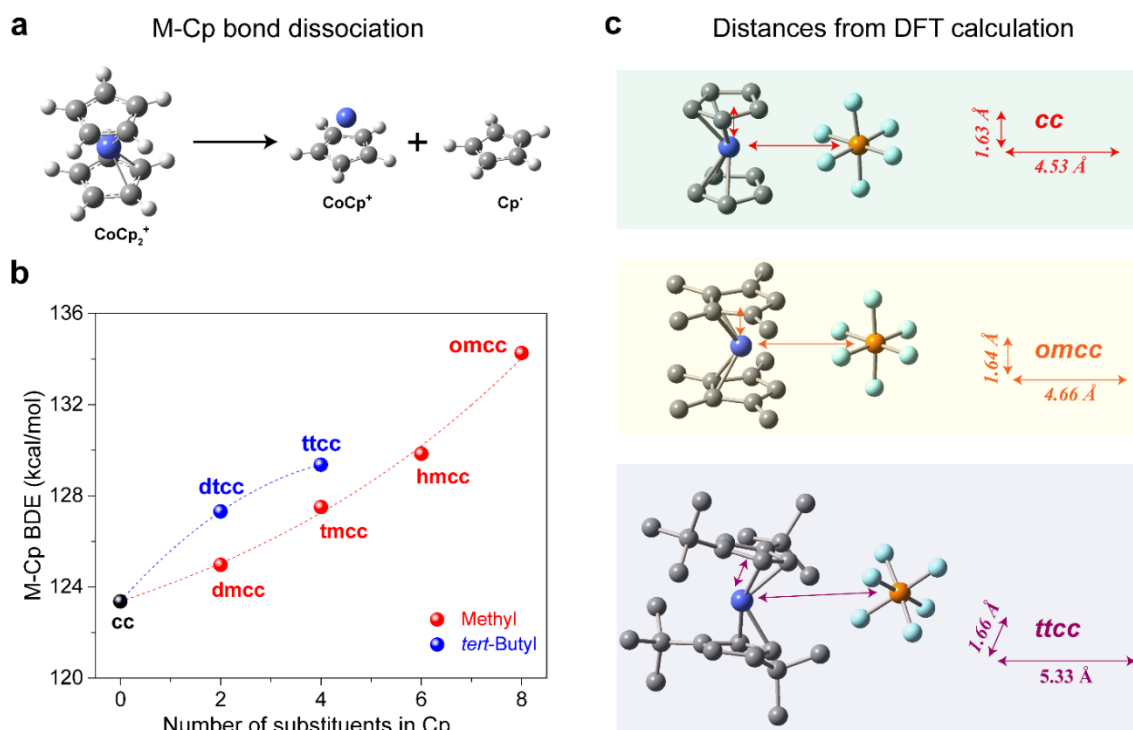 a
M-Cp bond dissociation
CoCp₂⁺
+
CoCp⁺
Cp·
b
136
132
128
124
120
M-Cp BDE (kcal/mol)
omcc
ttcc
dtcc
hmcc
tmcc
dmcc
cc
Methyl
tert-Butyl
0
2
4
6
8
Number of substituents in Cp
c
Distances from DFT calculation
1.63 Å
cc
4.53 Å
1.64 Å
omcc
4.66 Å
1.66 Å
ttcc
5.33 Å